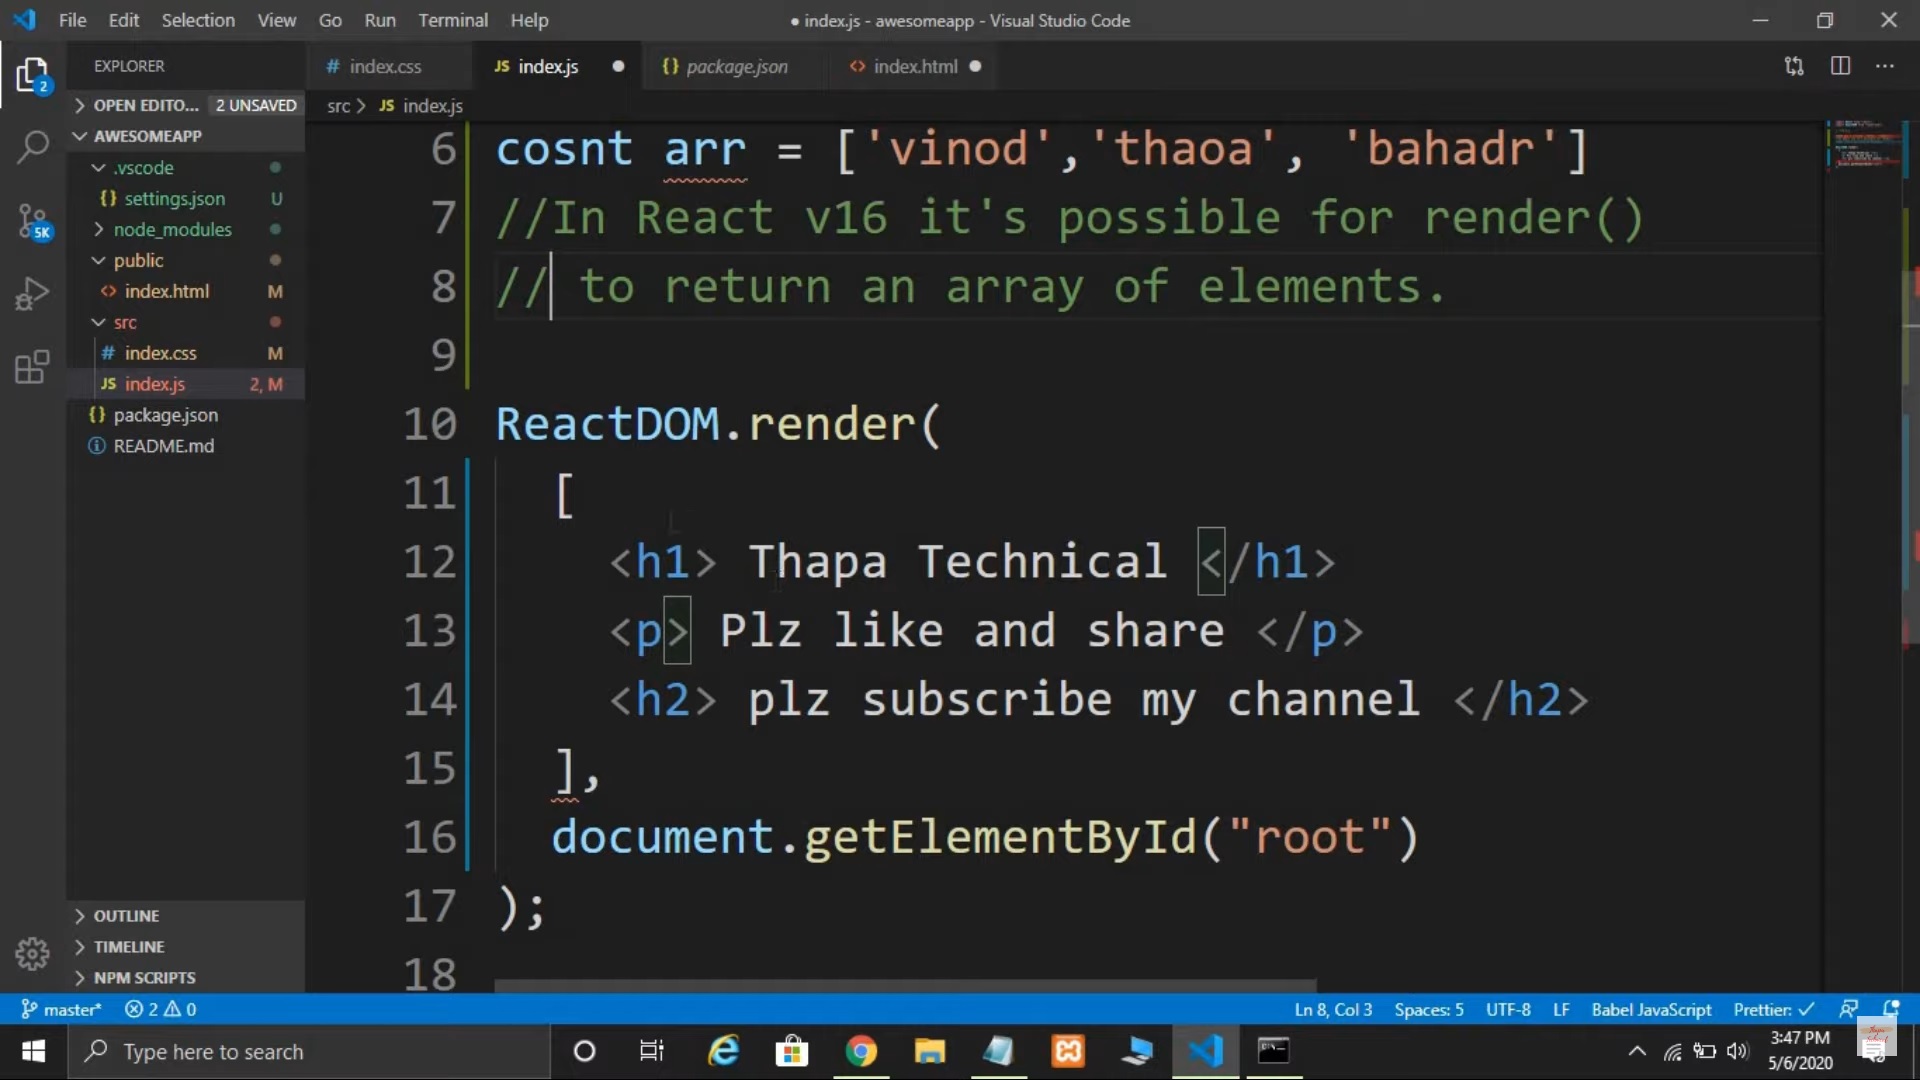 File Edit Selection View Go Run Terminal Help
● index.js - awesomeapp - Visual Studio Code
EXPLORER
# index.css
JS index.js
{} package.json
<> index.html
2
OPEN EDITO... 2 UNSAVED
src > JS index.js
AWESOMEAPP
.vscode
{} settings.json U
node_modules
public
<> index.html M
src
# index.css M
JS index.js 2, M
{} package.json
README.md
5K
6 cosnt arr = ['vinod','thaoa', 'bahadr']
7 //In React v16 it's possible for render()
8 // to return an array of elements.
9
10 ReactDOM.render(
11 [
12 <h1> Thapa Technical </h1>
13 <p> Plz like and share </p>
14 <h2> plz subscribe my channel </h2>
15 ],
16 document.getElementById("root")
17 );
18
OUTLINE
TIMELINE
NPM SCRIPTS
master* 2 0
Ln 8, Col 3 Spaces: 5 UTF-8 LF Babel JavaScript Prettier: ✓
Type here to search
3:47 PM
5/6/2020